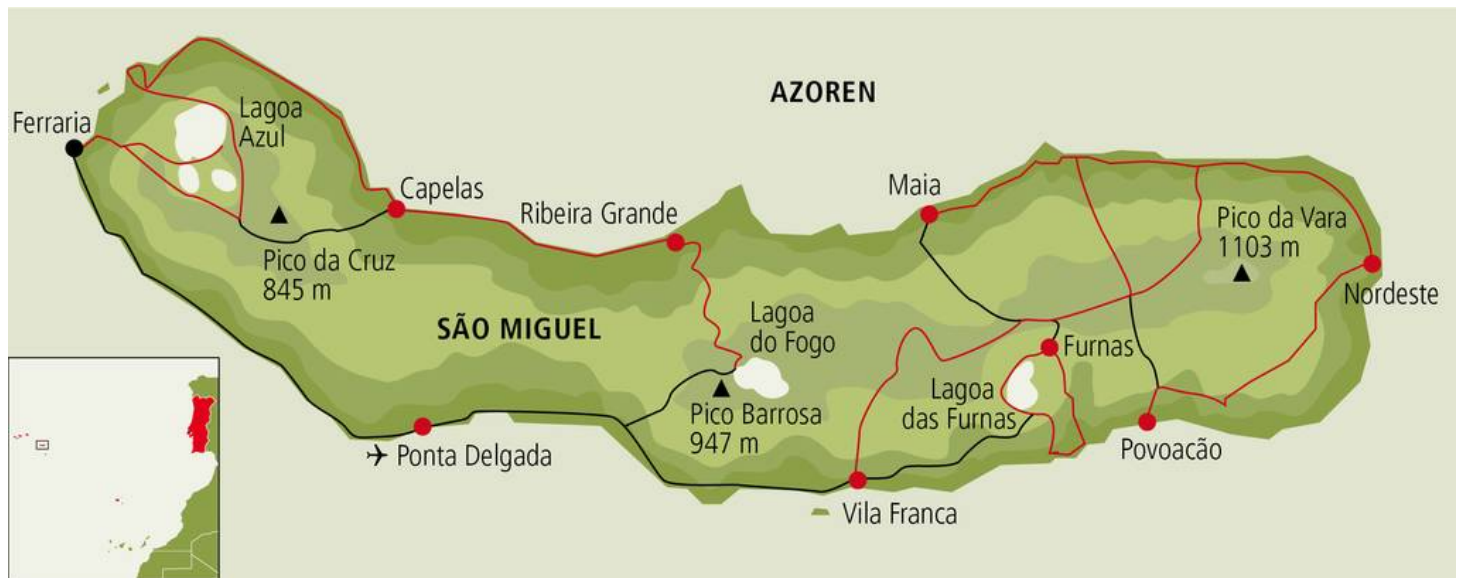 AZOREN
Ferraria
Lagoa
Azul
Capelas
Ribeira Grande
Maia
Pico da Vara
1103 m
Pico da Cruz
845 m
Nordeste
SÃO MIGUEL
Lagoa
do Fogo
Furnas
Pico Barrosa
947 m
Lagoa
das Furnas
Ponta Delgada
Povoacão
Vila Franca